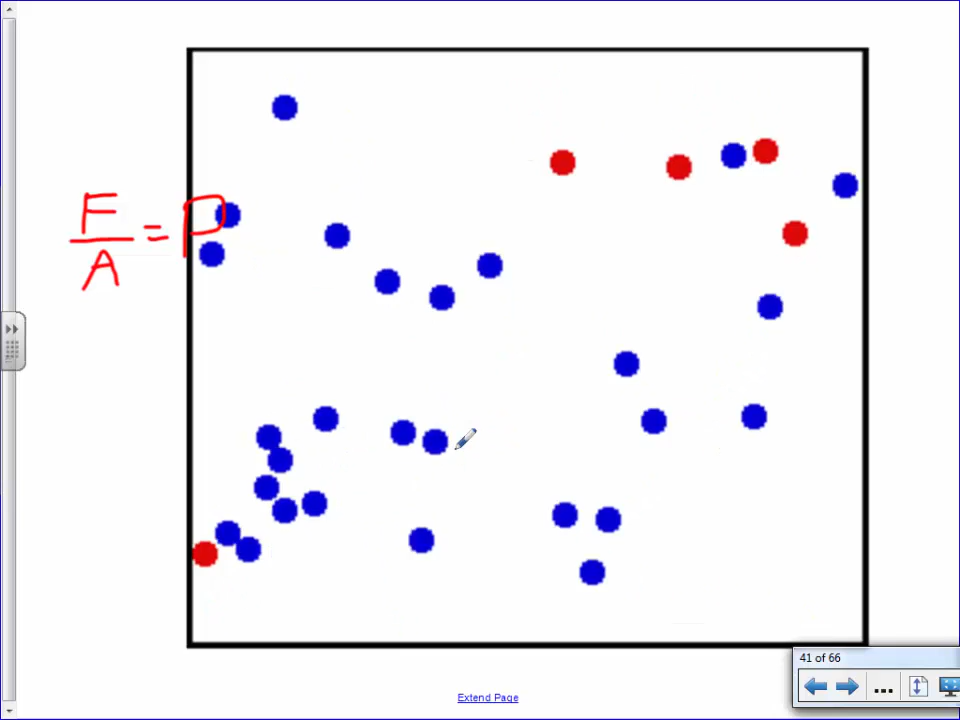 F/A = P
41 of 66
...
Extend Page